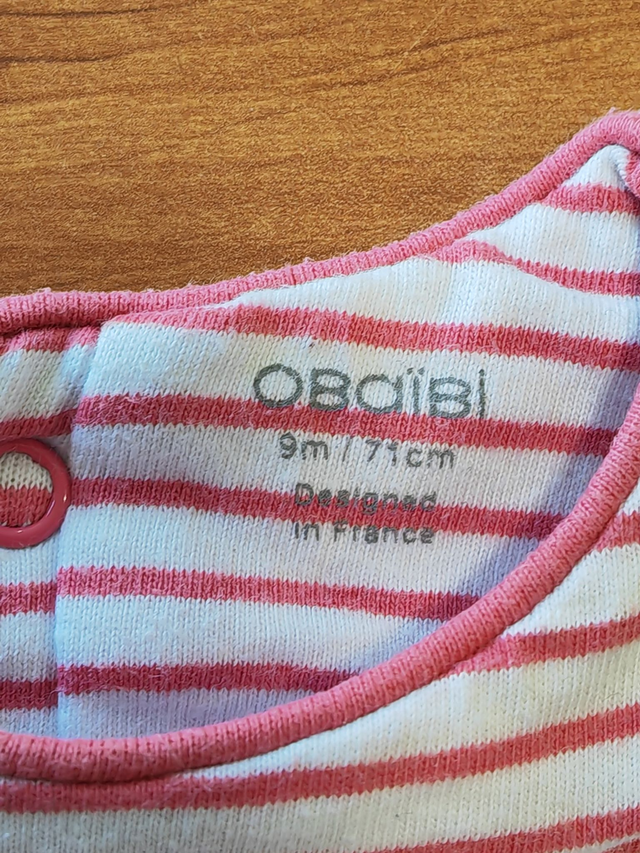 OBaïBi
9m / 71cm
Designed
in France